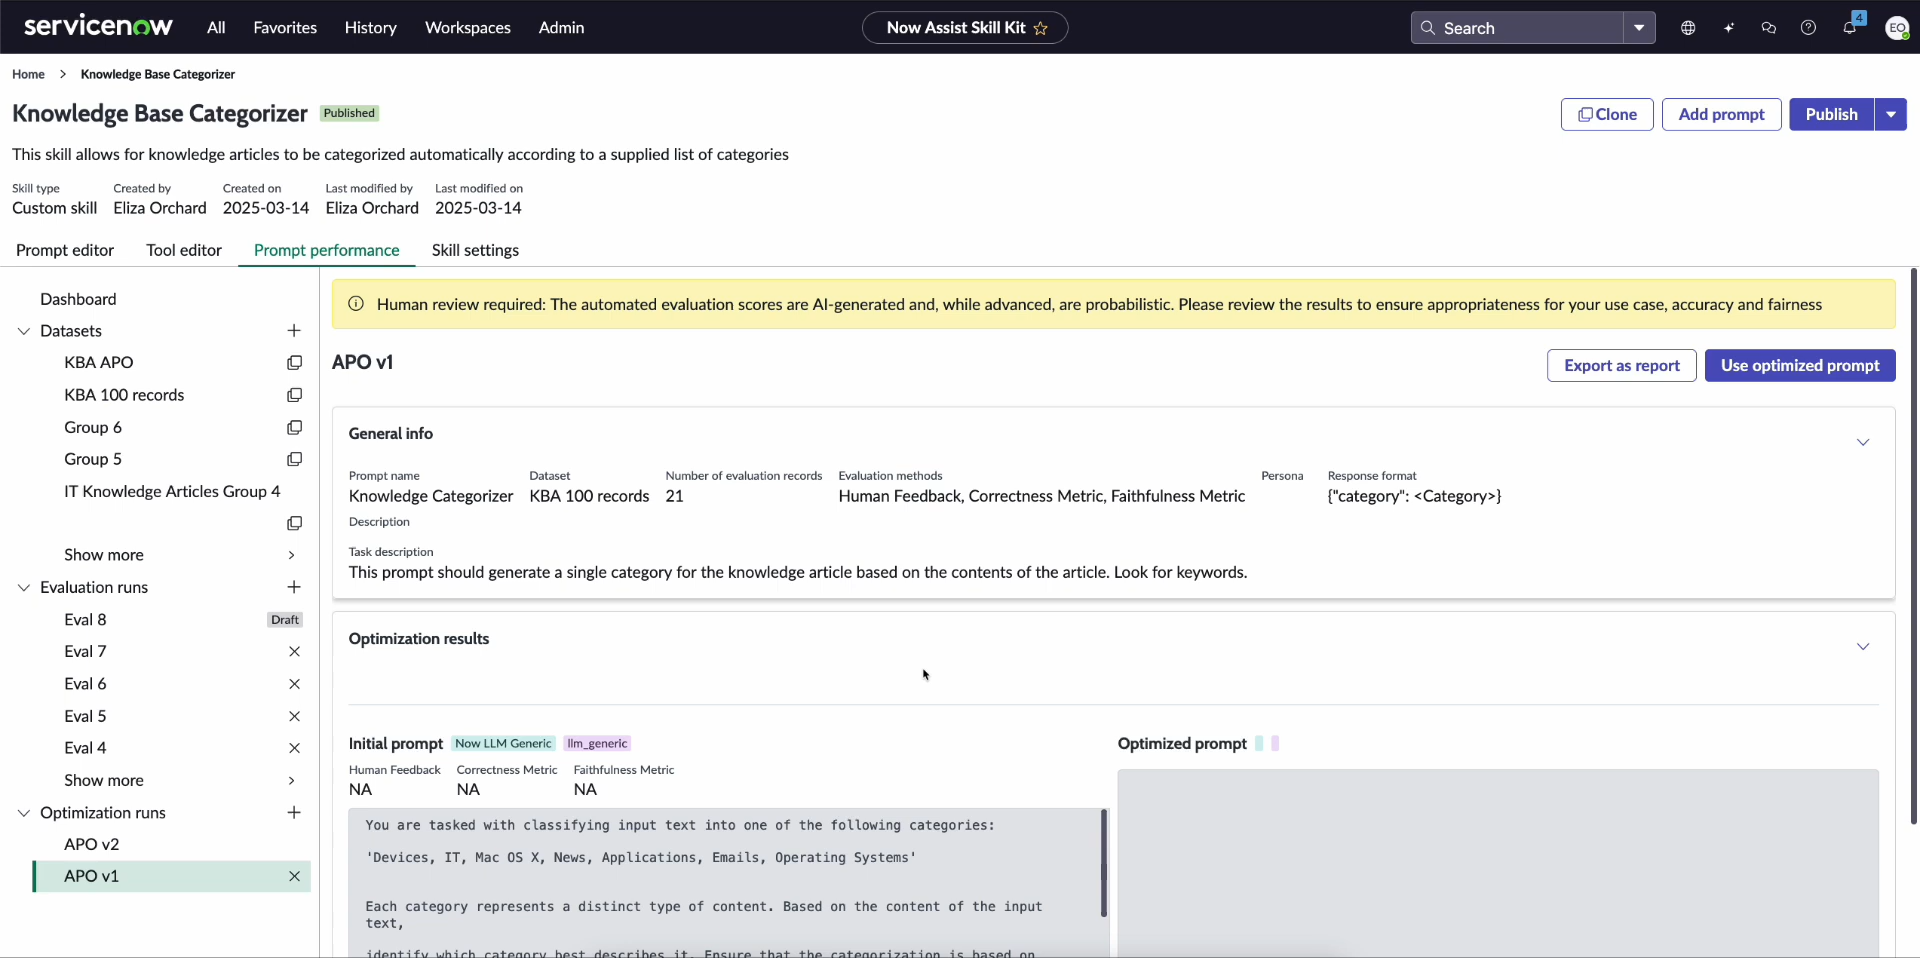 servicenow
All
Favorites
History
Workspaces
Admin
Now Assist Skill Kit
Search
4
EO
Home
Knowledge Base Categorizer
Knowledge Base Categorizer
Published
Clone
Add prompt
Publish
This skill allows for knowledge articles to be categorized automatically according to a supplied list of categories
Skill type
Created by
Created on
Last modified by
Last modified on
Custom skill
Eliza Orchard
2025-03-14
Eliza Orchard
2025-03-14
Prompt editor
Tool editor
Prompt performance
Skill settings
Dashboard
Datasets
KBA APO
KBA 100 records
Group 6
Group 5
IT Knowledge Articles Group 4
Show more
Evaluation runs
Eval 8
Draft
Eval 7
Eval 6
Eval 5
Eval 4
Show more
Optimization runs
APO v2
APO v1
Human review required: The automated evaluation scores are AI-generated and, while advanced, are probabilistic. Please review the results to ensure appropriateness for your use case, accuracy and fairness
APO v1
Export as report
Use optimized prompt
General info
Prompt name
Dataset
Number of evaluation records
Evaluation methods
Persona
Response format
Knowledge Categorizer
KBA 100 records
21
Human Feedback, Correctness Metric, Faithfulness Metric
{"category": <Category>}
Description
Task description
This prompt should generate a single category for the knowledge article based on the contents of the article. Look for keywords.
Optimization results
Initial prompt
Now LLM Generic
llm_generic
Optimized prompt
Human Feedback
Correctness Metric
Faithfulness Metric
NA
NA
NA
You are tasked with classifying input text into one of the following categories:
'Devices, IT, Mac OS X, News, Applications, Emails, Operating Systems'
Each category represents a distinct type of content. Based on the content of the input
text,
identify which category best describes it. Ensure that the categorization is based on